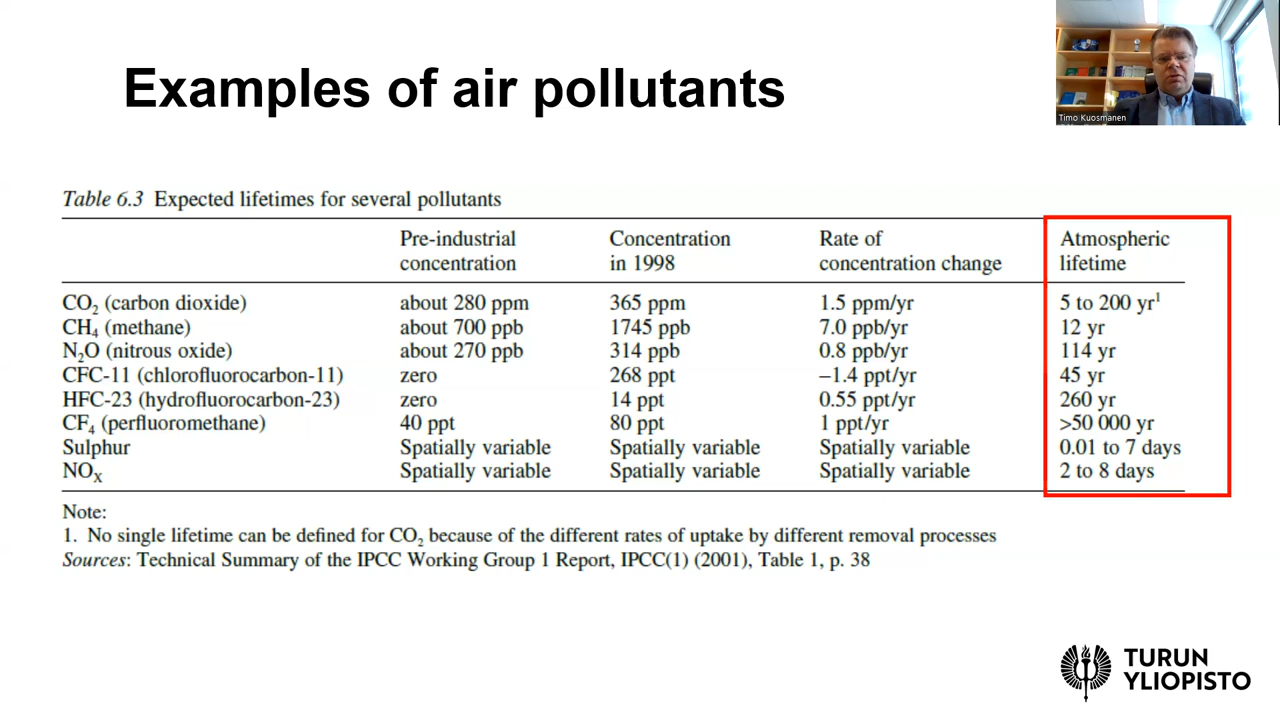 Examples of air pollutants
Timo Kuosmanen
Table 6.3 Expected lifetimes for several pollutants
Pre-industrial concentration Concentration in 1998 Rate of concentration change Atmospheric lifetime
CO₂ (carbon dioxide) about 280 ppm 365 ppm 1.5 ppm/yr 5 to 200 yr¹
CH₄ (methane) about 700 ppb 1745 ppb 7.0 ppb/yr 12 yr
N₂O (nitrous oxide) about 270 ppb 314 ppb 0.8 ppb/yr 114 yr
CFC-11 (chlorofluorocarbon-11) zero 268 ppt –1.4 ppt/yr 45 yr
HFC-23 (hydrofluorocarbon-23) zero 14 ppt 0.55 ppt/yr 260 yr
CF₄ (perfluoromethane) 40 ppt 80 ppt 1 ppt/yr >50 000 yr
Sulphur Spatially variable Spatially variable Spatially variable 0.01 to 7 days
NOₓ Spatially variable Spatially variable Spatially variable 2 to 8 days
Note:
1. No single lifetime can be defined for CO₂ because of the different rates of uptake by different removal processes
Sources: Technical Summary of the IPCC Working Group 1 Report, IPCC(1) (2001), Table 1, p. 38
TURUN
YLIOPISTO